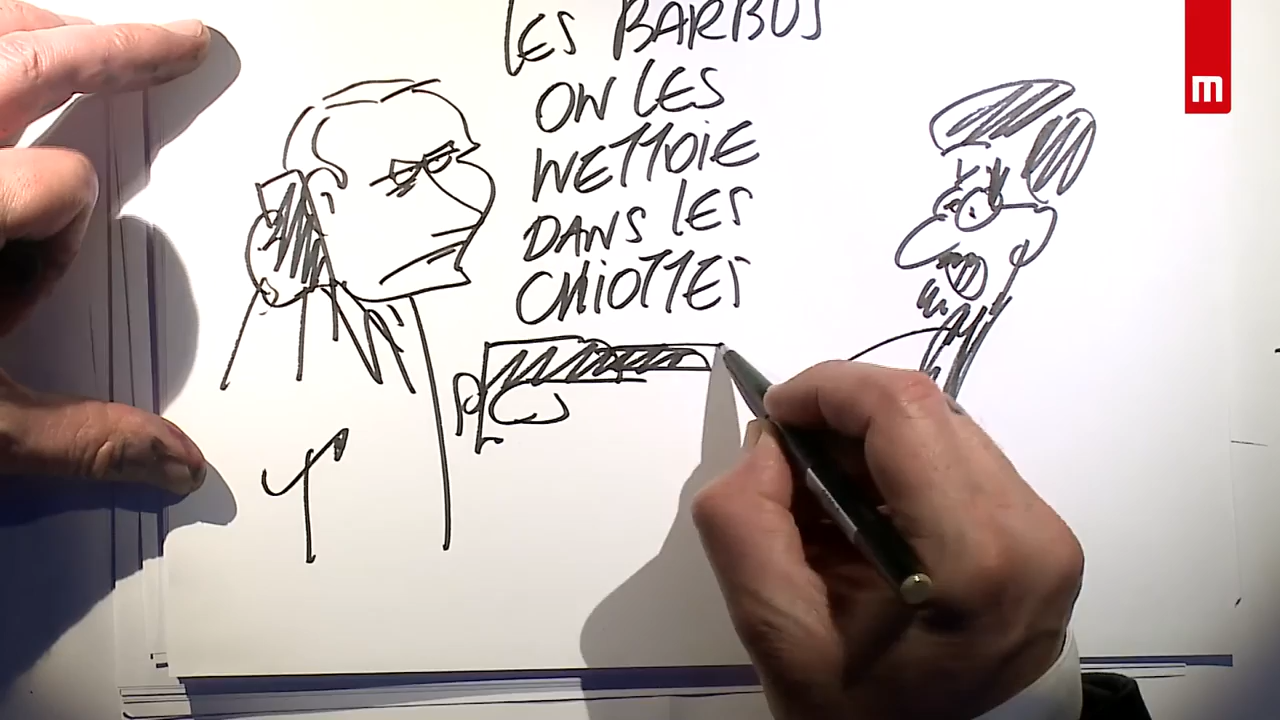 LES BARBUS
ON LES
NETTOIE
DANS LES
CHIOTTES
m